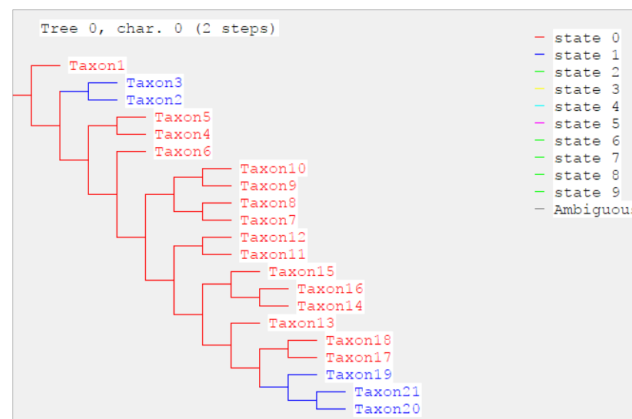 Tree 0, char. 0 (2 steps)
Taxon1
Taxon3
Taxon2
Taxon5
Taxon4
Taxon6
Taxon10
Taxon9
Taxon8
Taxon7
Taxon12
Taxon11
Taxon15
Taxon16
Taxon14
Taxon13
Taxon18
Taxon17
Taxon19
Taxon21
Taxon20
state 0
state 1
state 2
state 3
state 4
state 5
state 6
state 7
state 8
state 9
Ambiguous